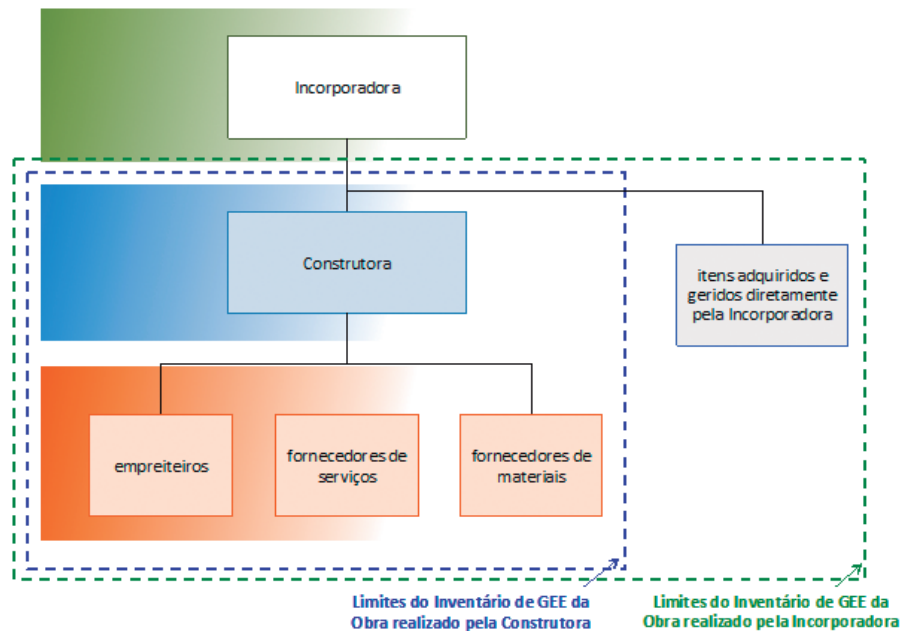 Incorporadora
Construtora
itens adquiridos e
geridos diretamente
pela Incorporadora
empreiteiros
fornecedores de
serviços
fornecedores de
materiais
Limites do Inventário de GEE da
Obra realizado pela Construtora
Limites do Inventário de GEE da
Obra realizado pela Incorporadora